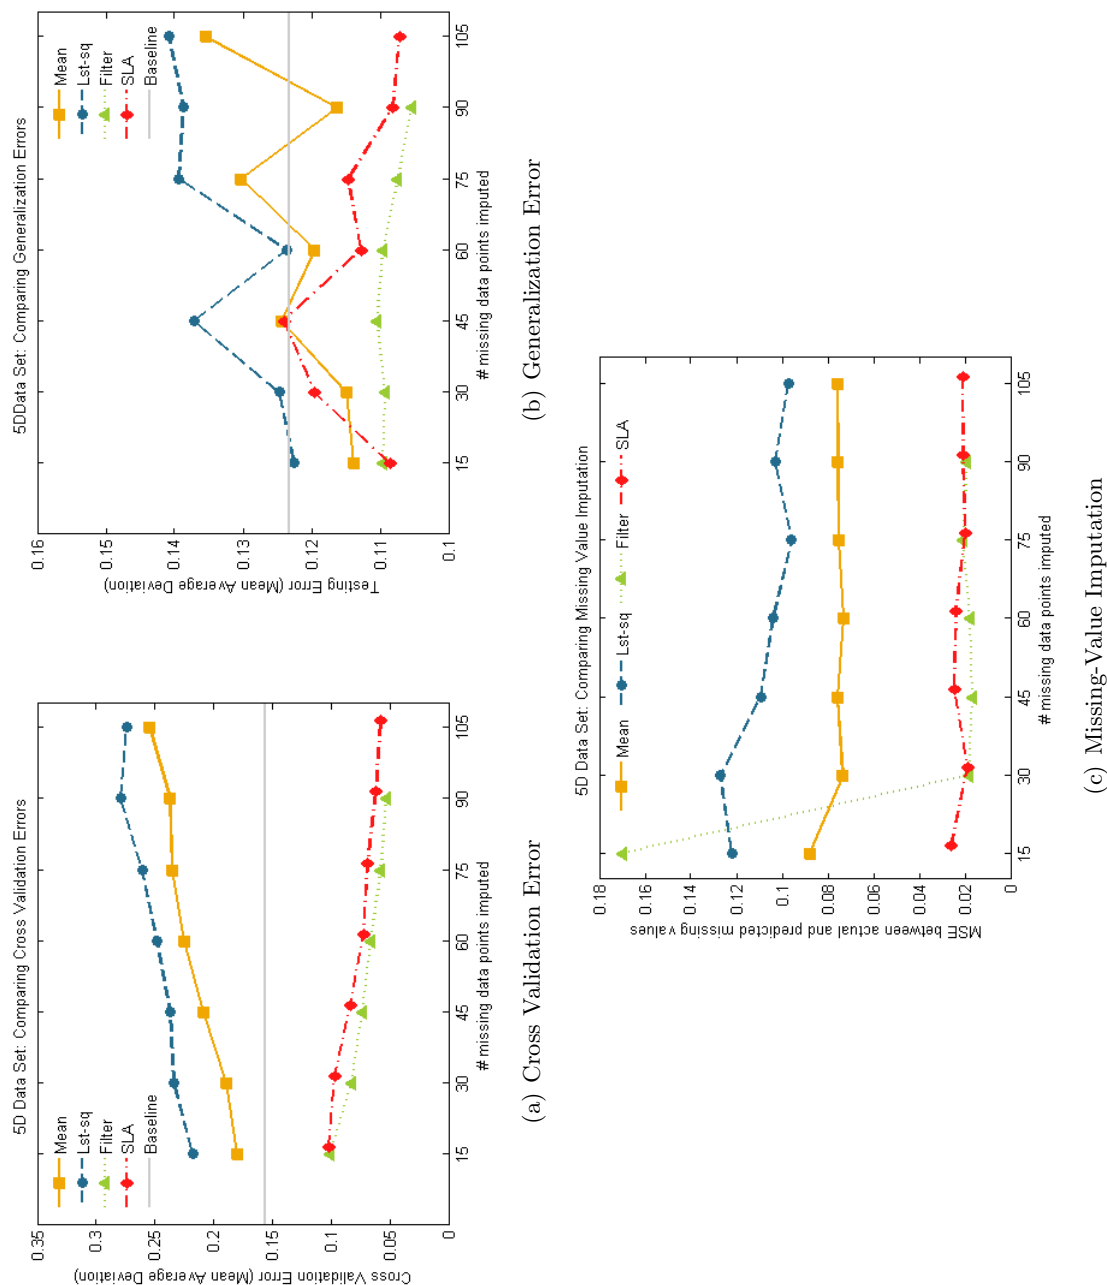 5D Data Set: Comparing Cross Validation Errors
Cross Validation Error (Mean Average Deviation)
0.35
0.3
0.25
0.2
0.15
0.1
0.05
0
Mean
Lst-sq
Filter
SLA
Baseline
15 30 45 60 75 90 105
# missing data points imputed
(a) Cross Validation Error
5DData Set: Comparing Generalization Errors
Testing Error (Mean Average Deviation)
0.16
0.15
0.14
0.13
0.12
0.11
0.1
Mean
Lst-sq
Filter
SLA
Baseline
15 30 45 60 75 90 105
# missing data points imputed
(b) Generalization Error
5D Data Set: Comparing Missing Value Imputation
MSE between actual and predicted missing values
0.18
0.16
0.14
0.12
0.1
0.08
0.06
0.04
0.02
0
Mean Lst-sq Filter SLA
15 30 45 60 75 90 105
# missing data points imputed
(c) Missing-Value Imputation